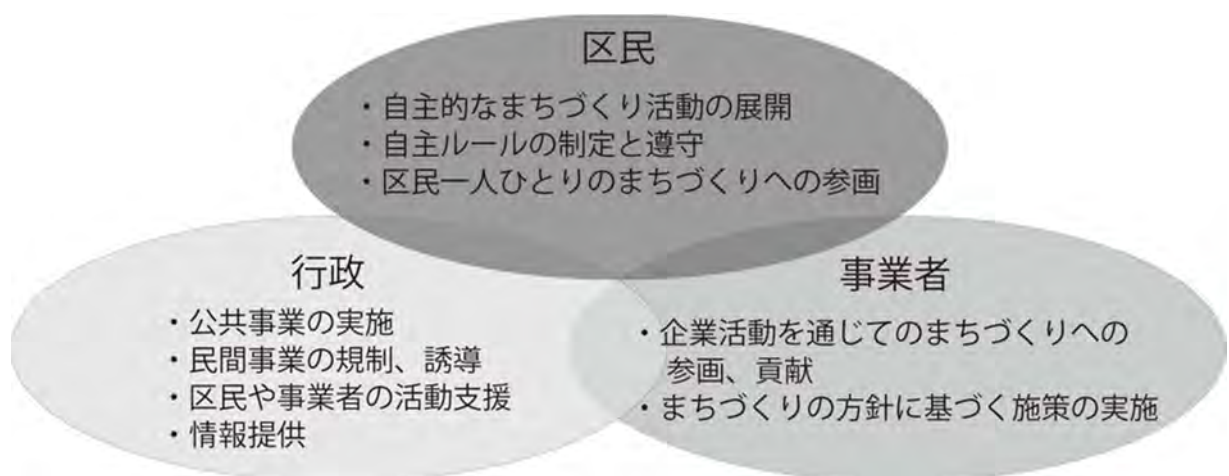 区民
・自主的なまちづくり活動の展開
・自主ルールの制定と遵守
・区民一人ひとりのまちづくりへの参画
行政
・公共事業の実施
・民間事業の規制、誘導
・区民や事業者の活動支援
・情報提供
事業者
・企業活動を通じてのまちづくりへの
参画、貢献
・まちづくりの方針に基づく施策の実施